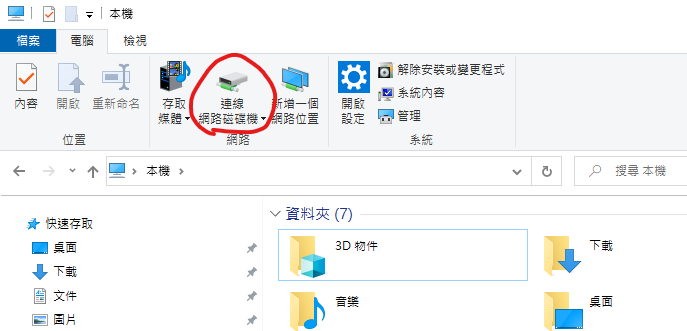 本機
檔案 電腦 檢視
內容 開啟 重新命名 存取媒體 連線網路磁碟機 新增一個網路位置 開啟設定 解除安裝或變更程式
系統內容
管理
位置 網路 系統
本機 搜尋 本機
快速存取 資料夾 (7)
桌面 3D 物件 下載
下載
文件 音樂 桌面
圖片